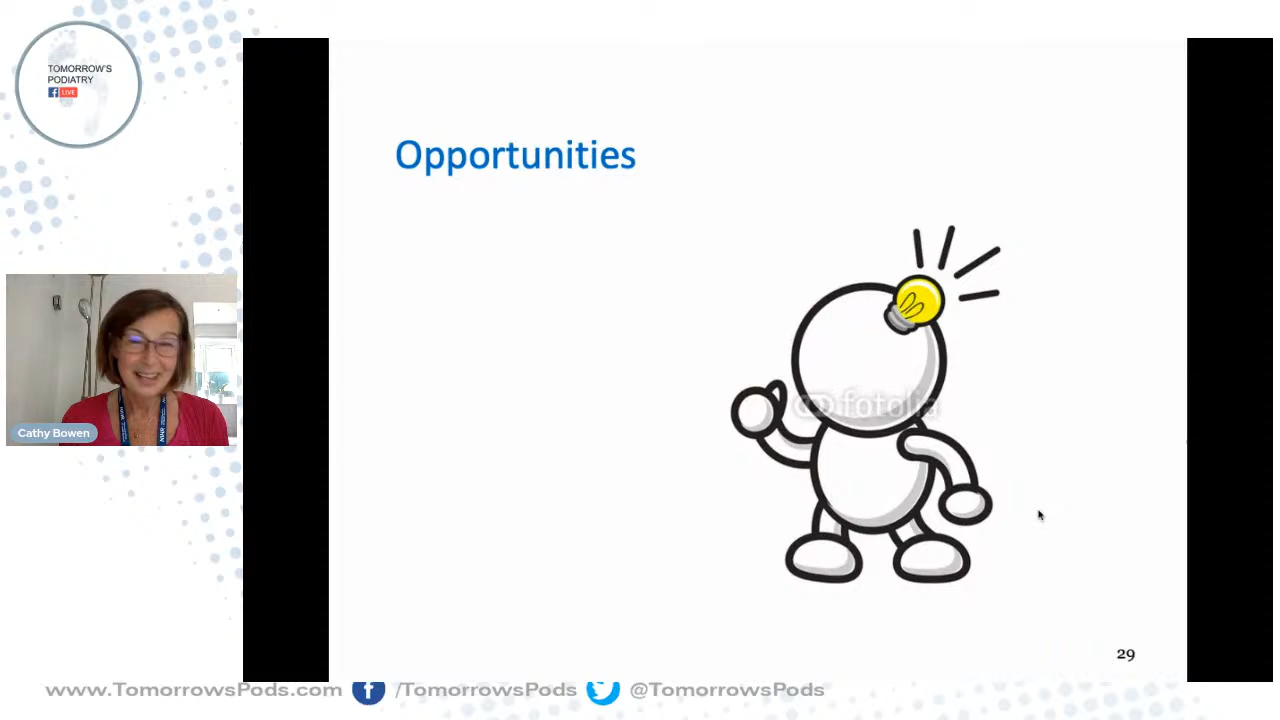 TOMORROW'S
PODIATRY
f LIVE
Opportunities
fotolia
Cathy Bowen
29
www.TomorrowsPods.com f /TomorrowsPods @TomorrowsPods